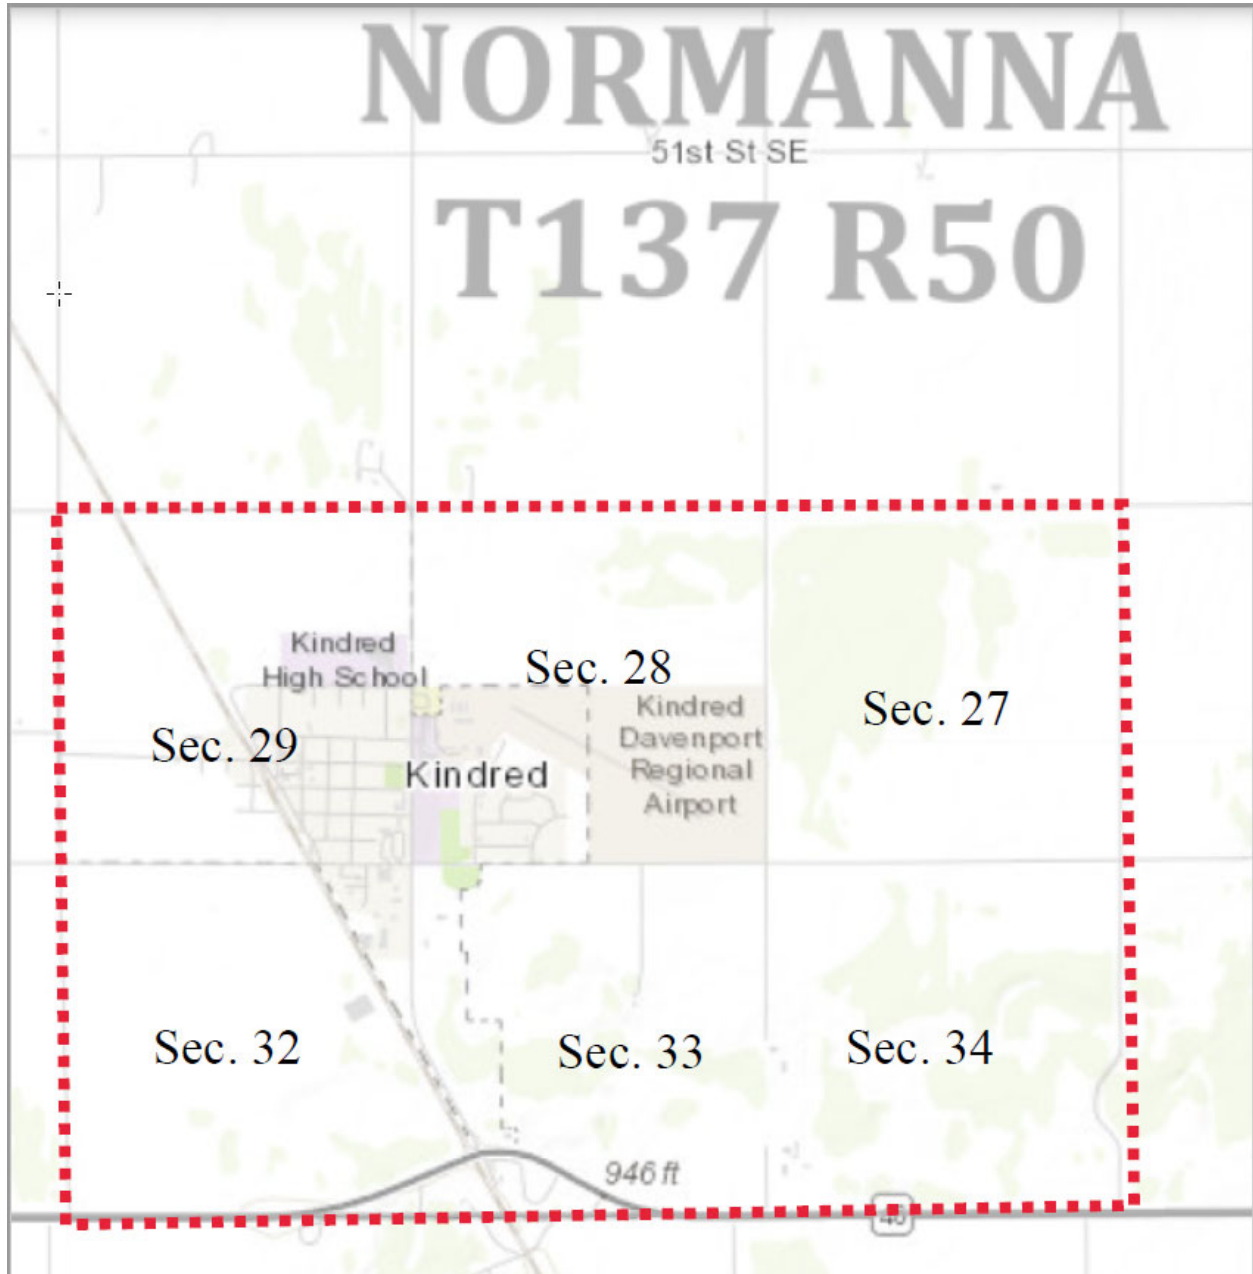 NORMANNA
51st St SE
T137 R50
Kindred
High School
Sec. 28
Kindred
Davenport
Regional
Airport
Sec. 27
Sec. 29
Kindred
Sec. 32
Sec. 33
Sec. 34
946 ft
46